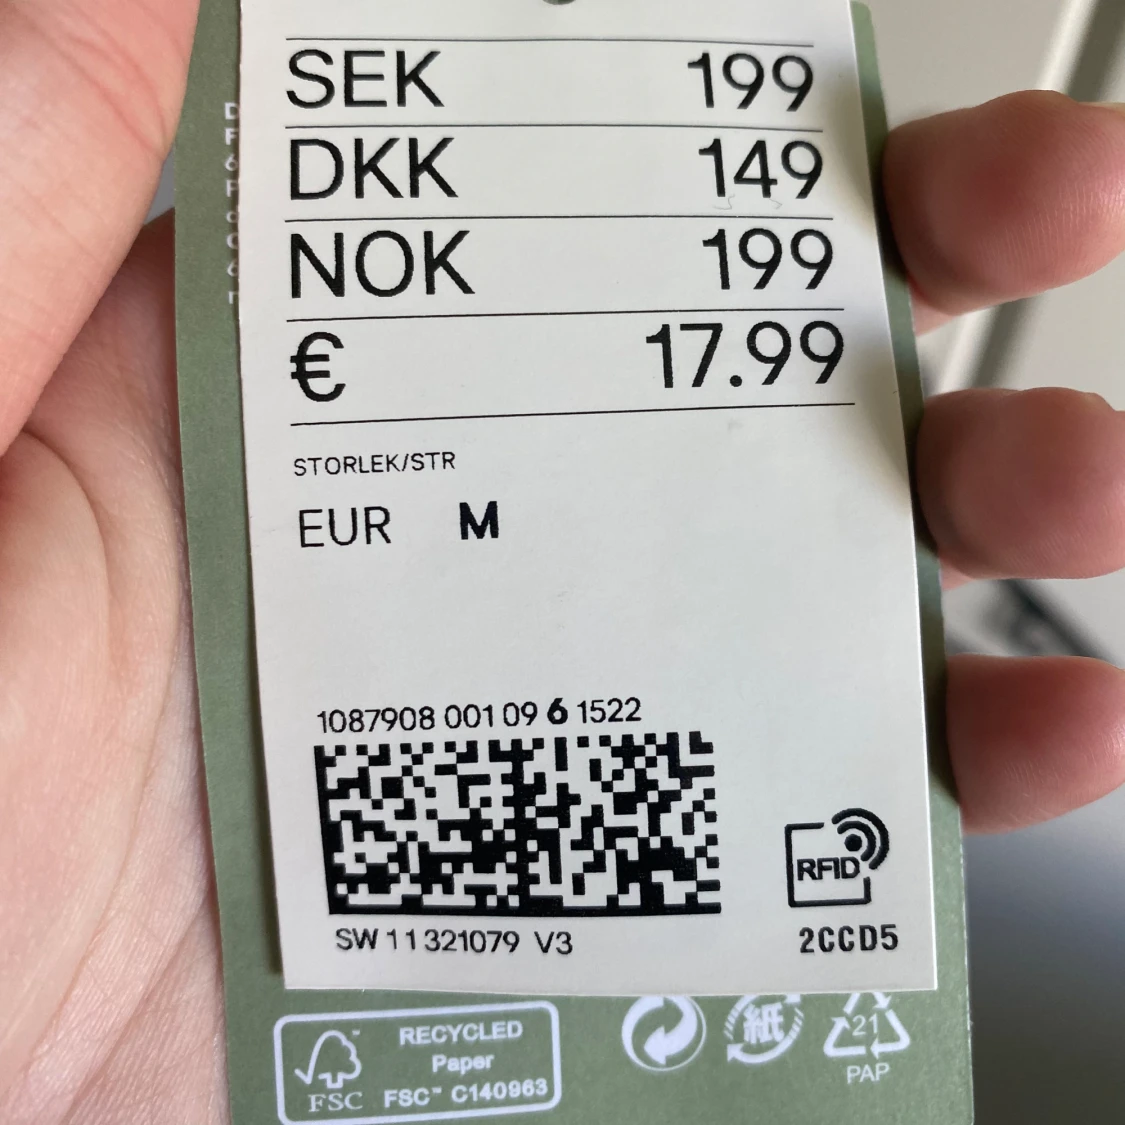 SEK 199
DKK 149
NOK 199
€ 17.99
STORLEK/STR
EUR M
1087908 001 09 6 1522
RFID
SW 11 321079 V3
2CCD5
RECYCLED
Paper
FSC™ C140963
FSC
紙
21
PAP